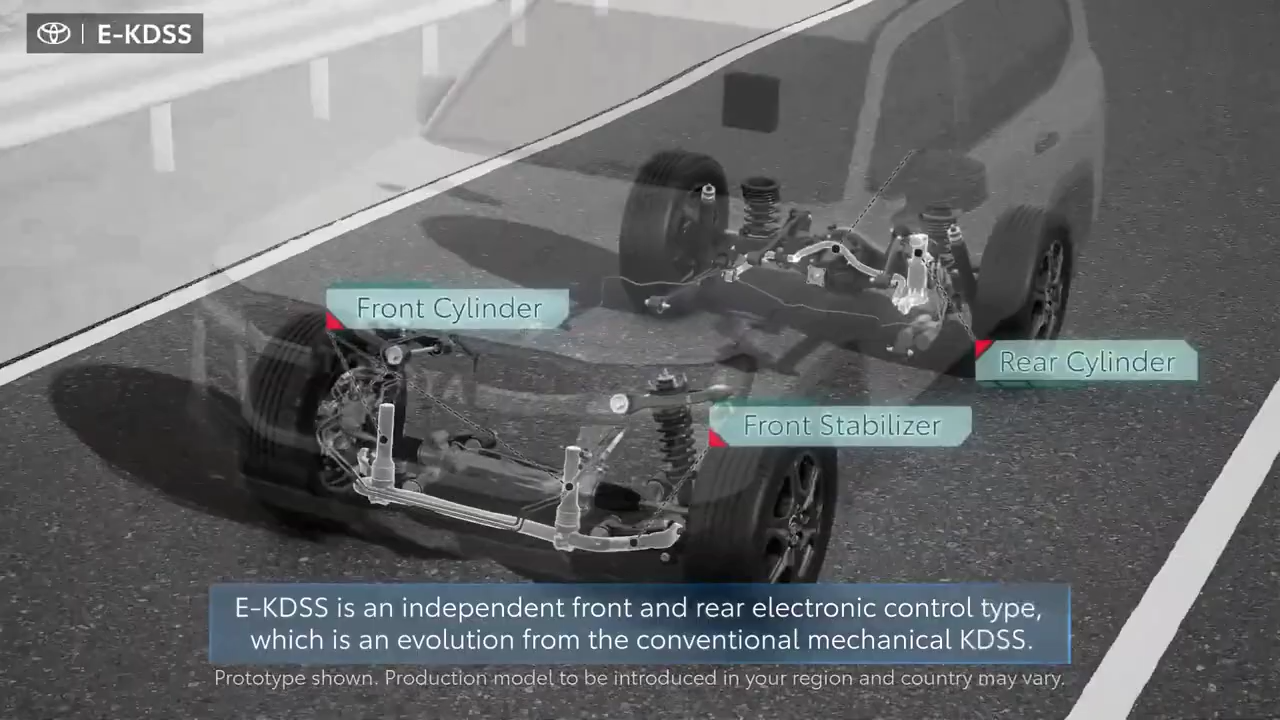 E-KDSS
Front Cylinder
Rear Cylinder
Front Stabilizer
E-KDSS is an independent front and rear electronic control type,
which is an evolution from the conventional mechanical KDSS.
Prototype shown. Production model to be introduced in your region and country may vary.